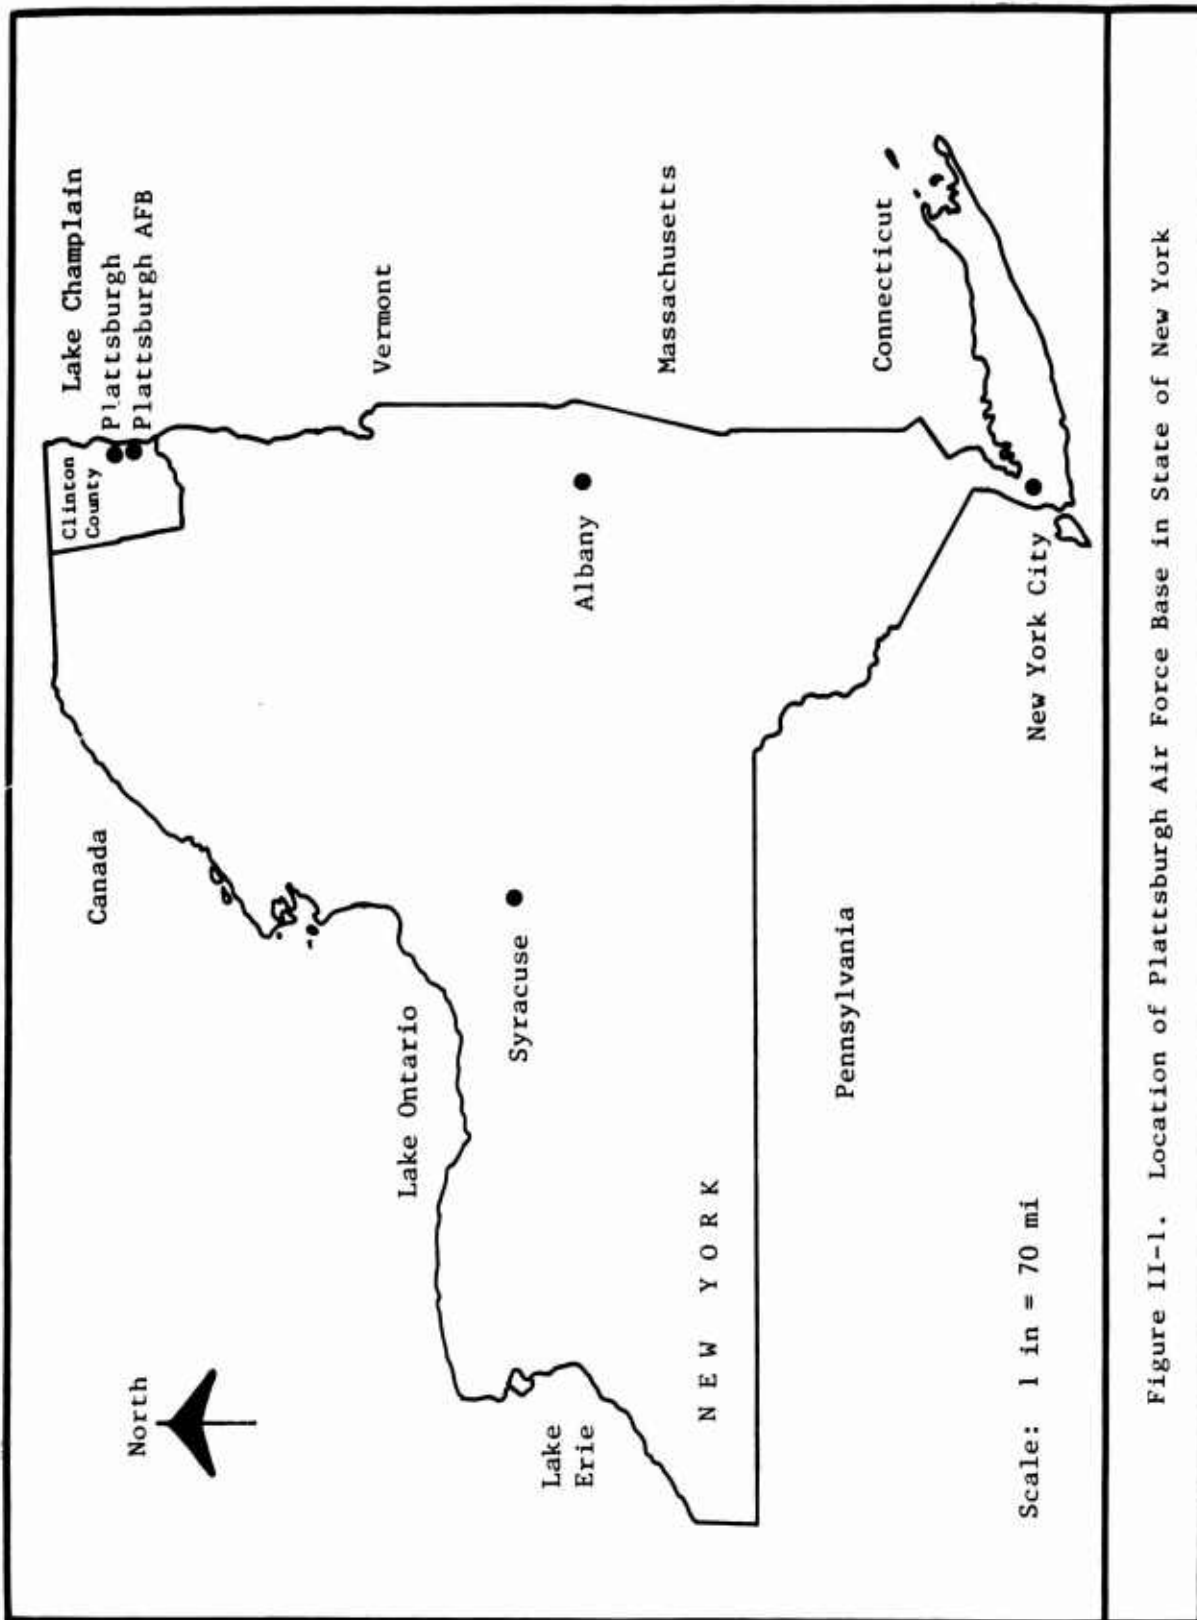 North
Canada
Clinton
County
Lake Champlain
Plattsburgh
Plattsburgh AFB
Vermont
Lake Ontario
Syracuse
Albany
Massachusetts
Lake
Erie
NEW YORK
Connecticut
Pennsylvania
New York City
Scale: 1 in = 70 mi
Figure II-1. Location of Plattsburgh Air Force Base in State of New York